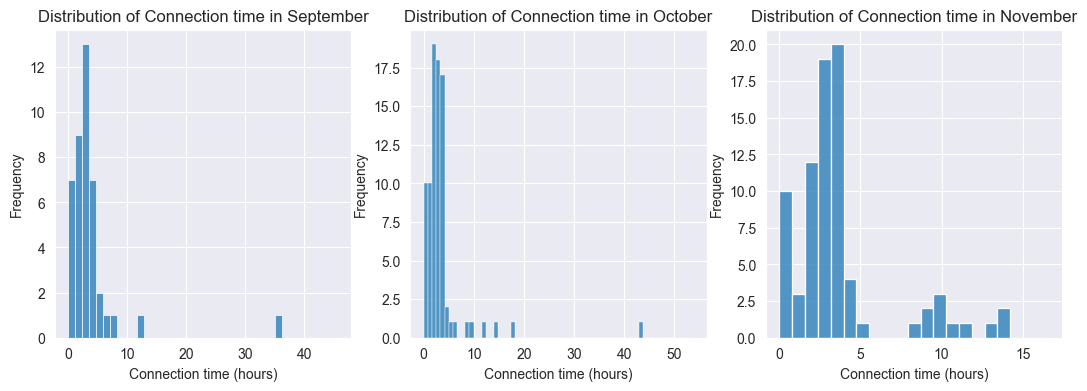 Distribution of Connection time in September
12
10
8
6
4
2
0
Frequency
0 10 20 30 40
Connection time (hours)
Distribution of Connection time in October
17.5
15.0
12.5
10.0
7.5
5.0
2.5
0.0
Frequency
0 10 20 30 40 50
Connection time (hours)
Distribution of Connection time in November
20.0
17.5
15.0
12.5
10.0
7.5
5.0
2.5
0.0
Frequency
0 5 10 15
Connection time (hours)